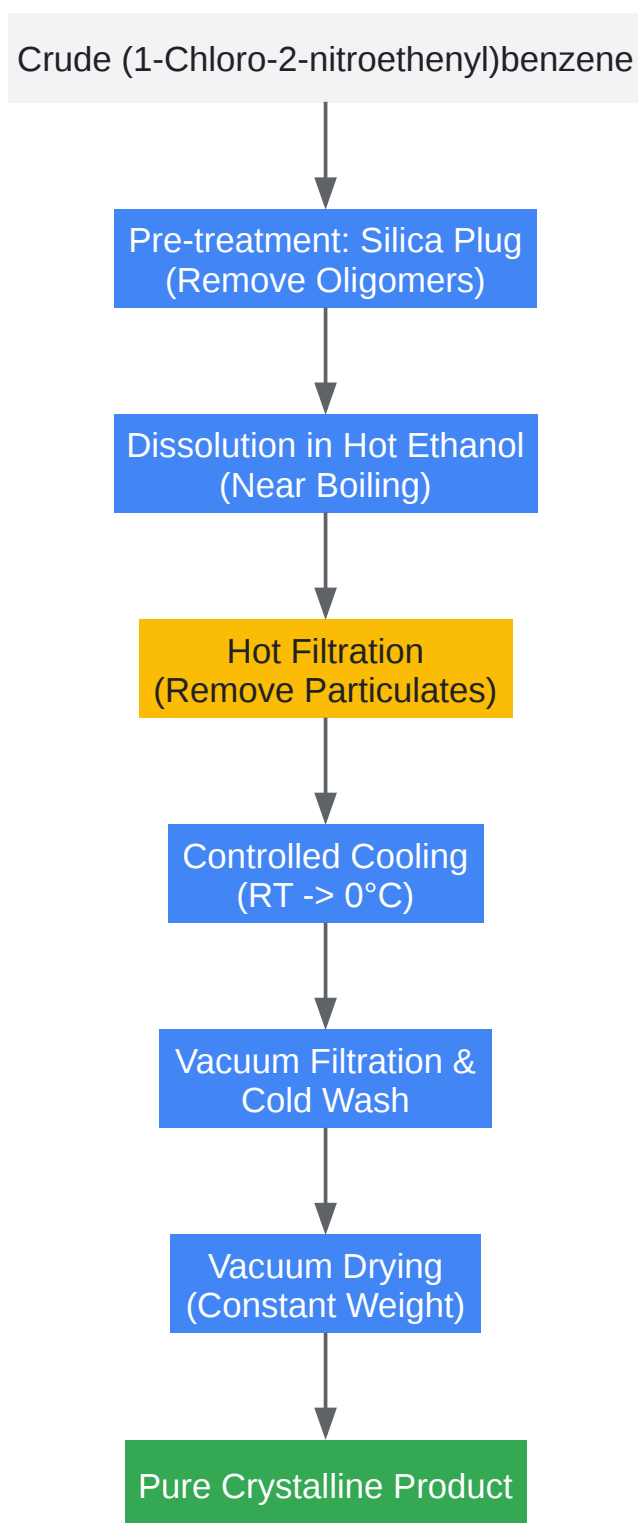 Crude (1-Chloro-2-nitroethenyl)benzene
Pre-treatment: Silica Plug
(Remove Oligomers)
Dissolution in Hot Ethanol
(Near Boiling)
Hot Filtration
(Remove Particulates)
Controlled Cooling
(RT -> 0°C)
Vacuum Filtration &
Cold Wash
Vacuum Drying
(Constant Weight)
Pure Crystalline Product